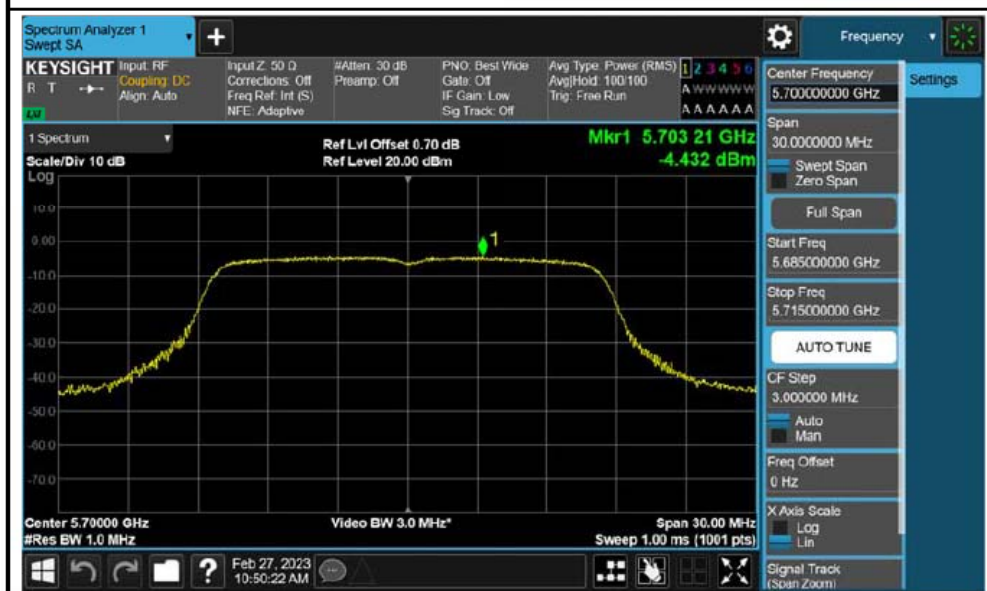 Spectrum Analyzer 1
Swept SA
Frequency
KEYSIGHT
R T
Input: RF
Coupling: DC
Align: Auto
Input Z: 50 Ω
Corrections: Off
Freq Ref: Int (S)
NFE: Adaptive
#Atten: 30 dB
Preamp: Off
PNO: Best Wide
Gate: Off
IF Gain: Low
Sig Track: Off
Avg Type: Power (RMS)
Avg|Hold: 100/100
Trig: Free Run
1 2 3 4 5 6
A W W W W W
A A A A A A
1 Spectrum
Scale/Div 10 dB
Log
Ref Lvl Offset 0.70 dB
Ref Level 20.00 dBm
Mkr1 5.703 21 GHz
-4.432 dBm
10.0
0.00
-10.0
-20.0
-30.0
-40.0
-50.0
-60.0
-70.0
1
Center 5.70000 GHz
#Res BW 1.0 MHz
Video BW 3.0 MHz*
Span 30.00 MHz
Sweep 1.00 ms (1001 pts)
Feb 27, 2023
10:50:22 AM
Center Frequency
5.700000000 GHz
Span
30.0000000 MHz
Swept Span
Zero Span
Full Span
Start Freq
5.685000000 GHz
Stop Freq
5.715000000 GHz
AUTO TUNE
CF Step
3.000000 MHz
Auto
Man
Freq Offset
0 Hz
X Axis Scale
Log
Lin
Signal Track
(Span Zoom)
Settings